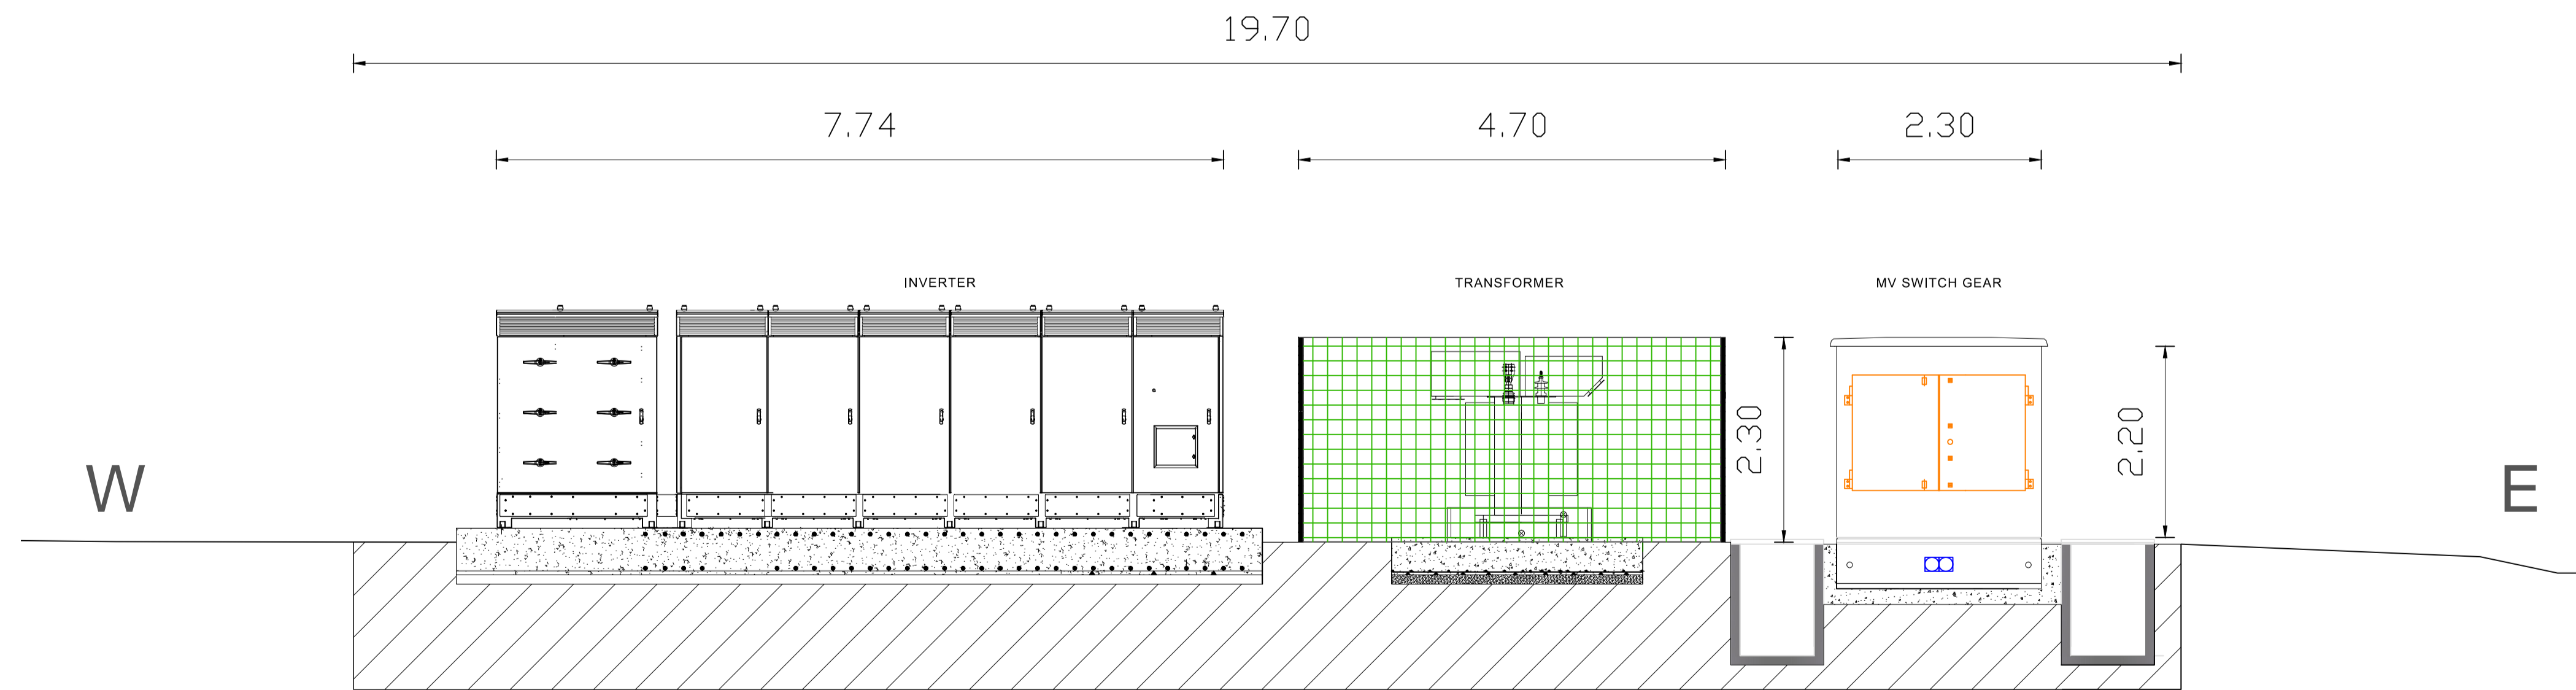 19.70
7.74
4.70
2.30
INVERTER
TRANSFORMER
MV SWITCH GEAR
2.30
2.20
W
E